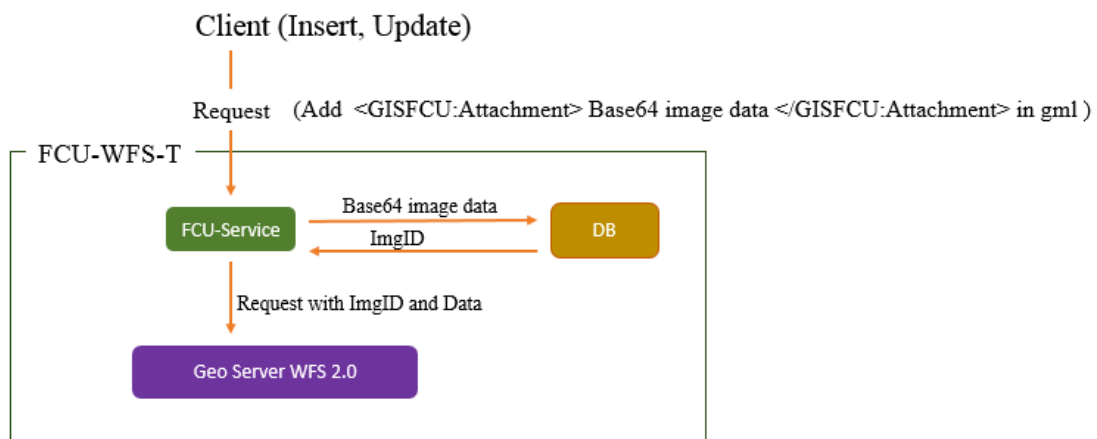 Client (Insert, Update)
Request (Add <GISFCU:Attachment> Base64 image data </GISFCU:Attachment> in gml )
FCU-WFS-T
Base64 image data
FCU-Service
DB
ImgID
Request with ImgID and Data
Geo Server WFS 2.0